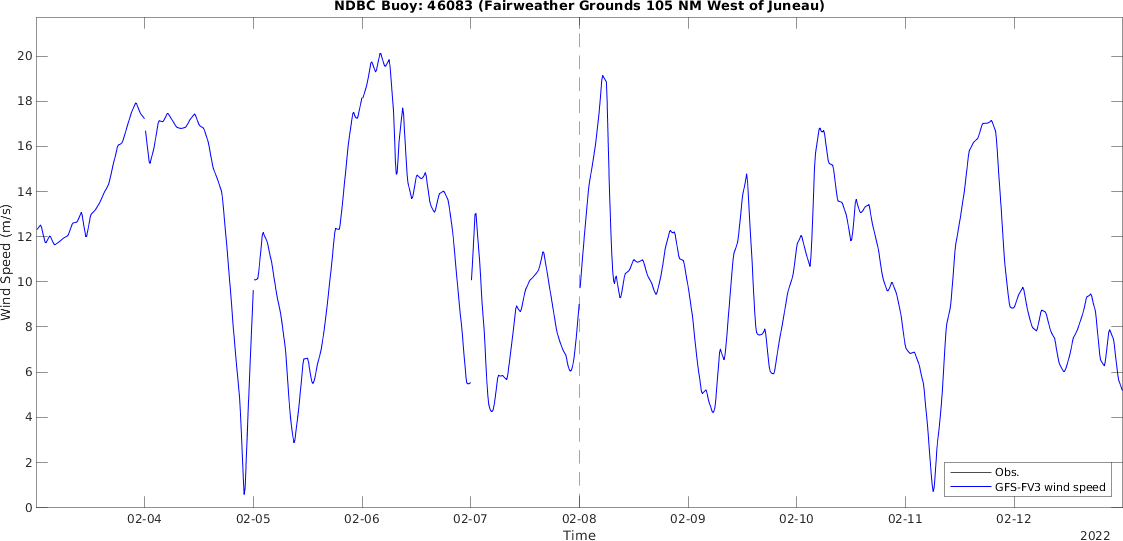 NDBC Buoy: 46083 (Fairweather Grounds 105 NM West of Juneau)
Wind Speed (m/s)
20
18
16
14
12
10
8
6
4
2
0
Obs.
GFS-FV3 wind speed
02-04 02-05 02-06 02-07 02-08 02-09 02-10 02-11 02-12
Time
2022